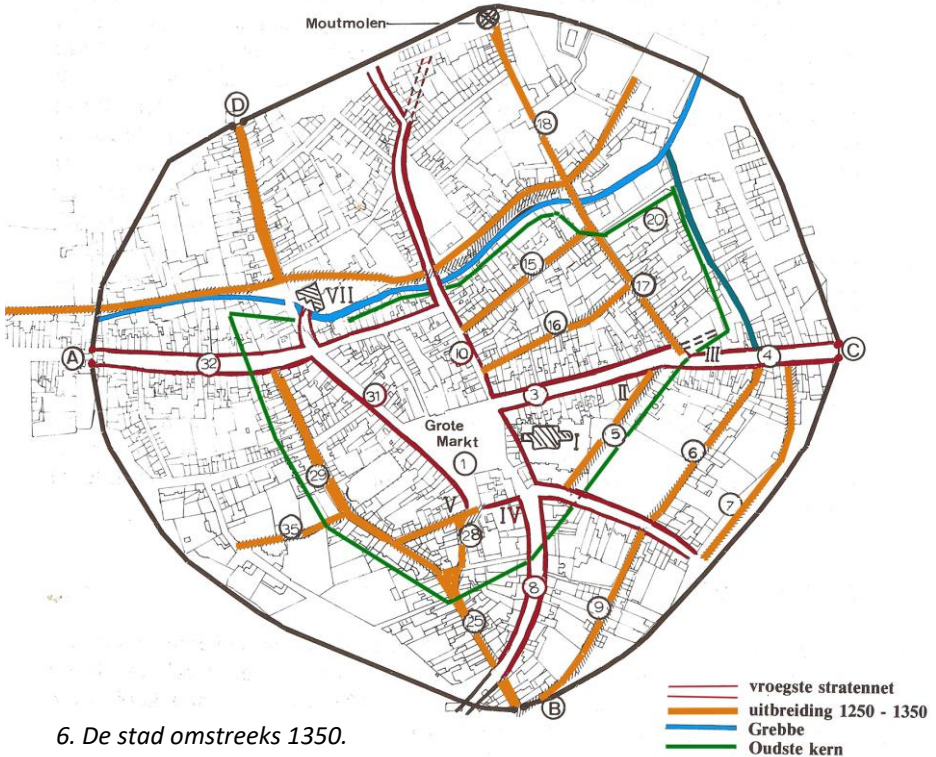 Moutmolen
D
18
20
15
VII
17
16
A
32
10
III
4
C
3
31
II
Grote
Markt
1
I
5
6
29
V
IV
7
35
28
8
9
25
B
vroegste stratennet
uitbreiding 1250 - 1350
Grebbe
Oudste kern
6. De stad omstreeks 1350.